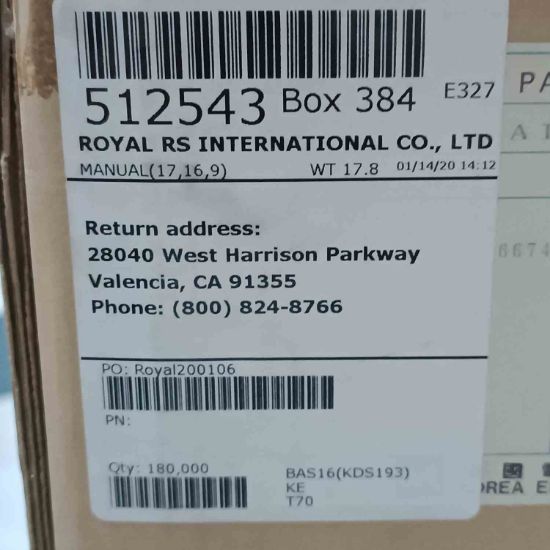 512543 Box 384 E327
ROYAL RS INTERNATIONAL CO., LTD
MANUAL(17,16,9) WT 17.8 01/14/20 14:12
Return address:
28040 West Harrison Parkway
Valencia, CA 91355
Phone: (800) 824-8766
PO: Royal200106
PN:
Qty: 180,000
BAS16(KDS193)
KE
T70
PA
A
6674
OREA E